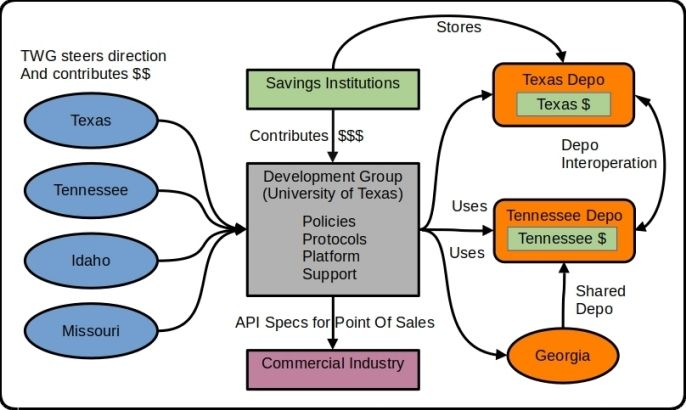 TWG steers direction
And contributes $$
Texas
Tennessee
Idaho
Missouri
Savings Institutions
Contributes $$$
Development Group
(University of Texas)
Policies
Protocols
Platform
Support
API Specs for Point Of Sales
Commercial Industry
Stores
Texas Depo
Texas $
Depo
Interoperation
Uses
Tennessee Depo
Tennessee $
Uses
Shared
Depo
Georgia